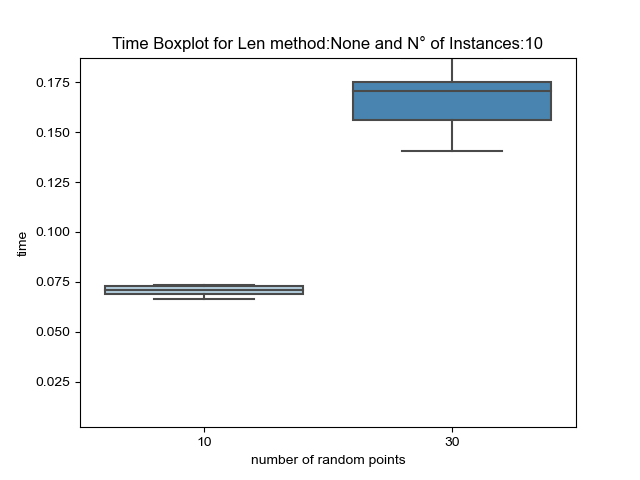 Time Boxplot for Len method:None and N° of Instances:10
0.175
0.150
0.125
0.100
0.075
0.050
0.025
time
10 30
number of random points